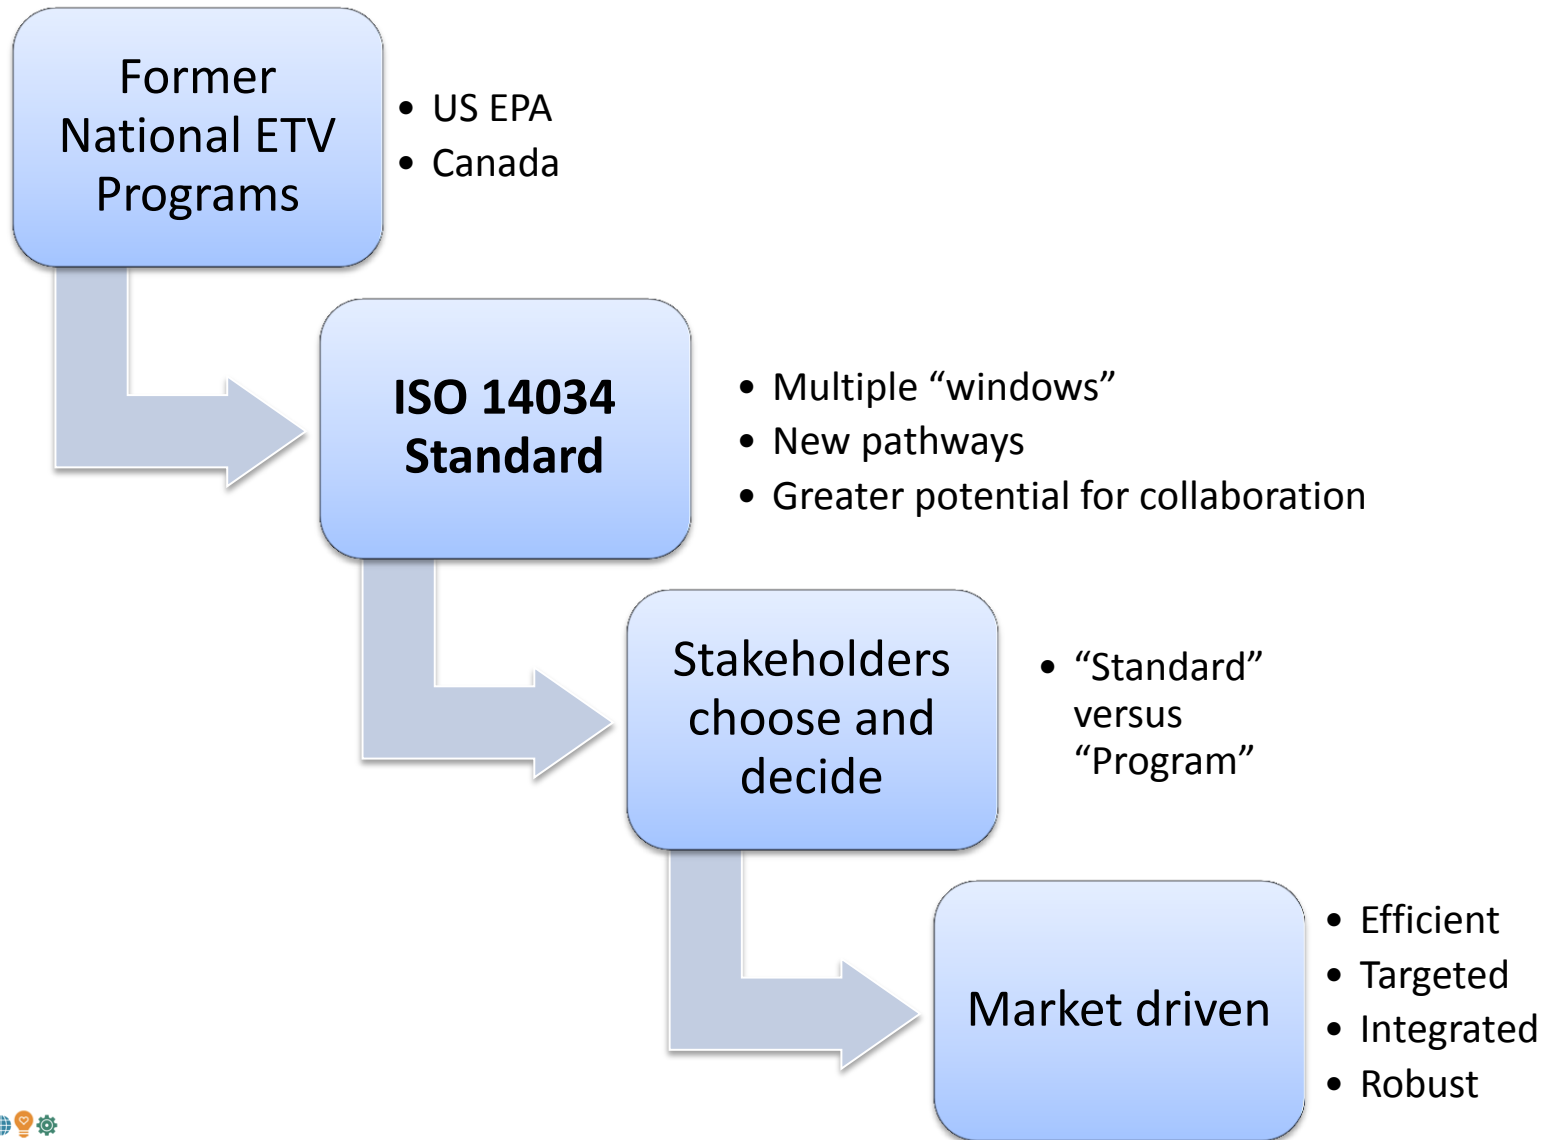 Former
National ETV
Programs
• US EPA
• Canada
ISO 14034
Standard
• Multiple “windows”
• New pathways
• Greater potential for collaboration
Stakeholders
choose and
decide
• “Standard”
versus
“Program”
Market driven
• Efficient
• Targeted
• Integrated
• Robust